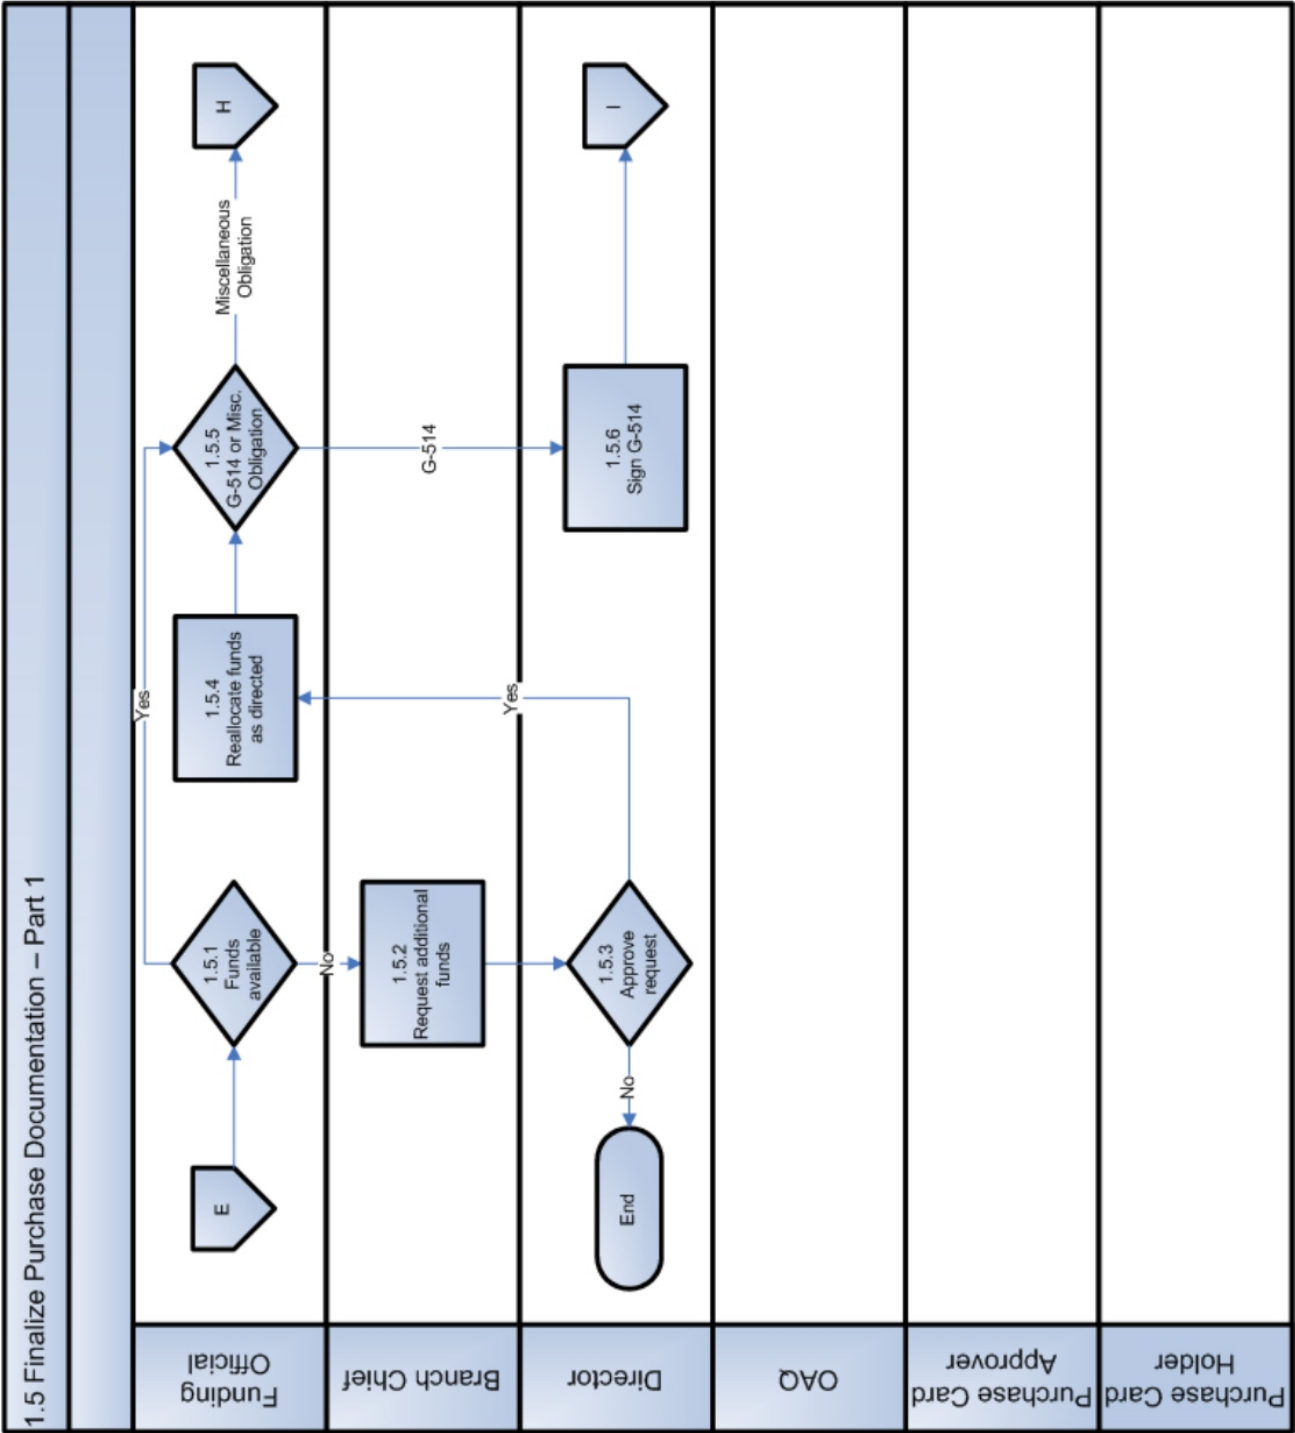 1.5 Finalize Purchase Documentation – Part 1
Funding
Official
E
1.5.1
Funds
available
Yes
No
1.5.4
Reallocate funds
as directed
1.5.5
G-514 or Misc.
Obligation
Miscellaneous
Obligation
H
G-514
Branch Chief
1.5.2
Request additional
funds
Director
End
No
1.5.3
Approve
request
Yes
1.5.6
Sign G-514
I
OAQ
Purchase Card
Approver
Purchase Card
Holder